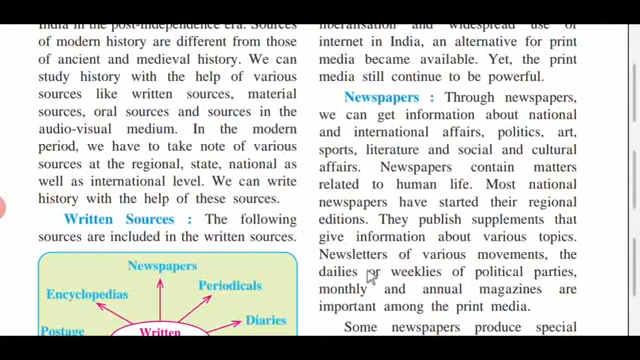 India in the post-independence era. Sources
of modern history are different from those
of ancient and medieval history. We can
study history with the help of various
sources like written sources, material
sources, oral sources and sources in the
audio-visual medium. In the modern
period, we have to take note of various
sources at the regional, state, national as
well as international level. We can write
history with the help of these sources.
Written Sources : The following
sources are included in the written sources.
Newspapers
Periodicals
Encyclopedias
Diaries
Postage
Written
liberalisation and widespread use of
internet in India, an alternative for print
media became available. Yet, the print
media still continue to be powerful.
Newspapers : Through newspapers,
we can get information about national
and international affairs, politics, art,
sports, literature and social and cultural
affairs. Newspapers contain matters
related to human life. Most national
newspapers have started their regional
editions. They publish supplements that
give information about various topics.
Newsletters of various movements, the
dailies or weeklies of political parties,
monthly and annual magazines are
important among the print media.
Some newspapers produce special